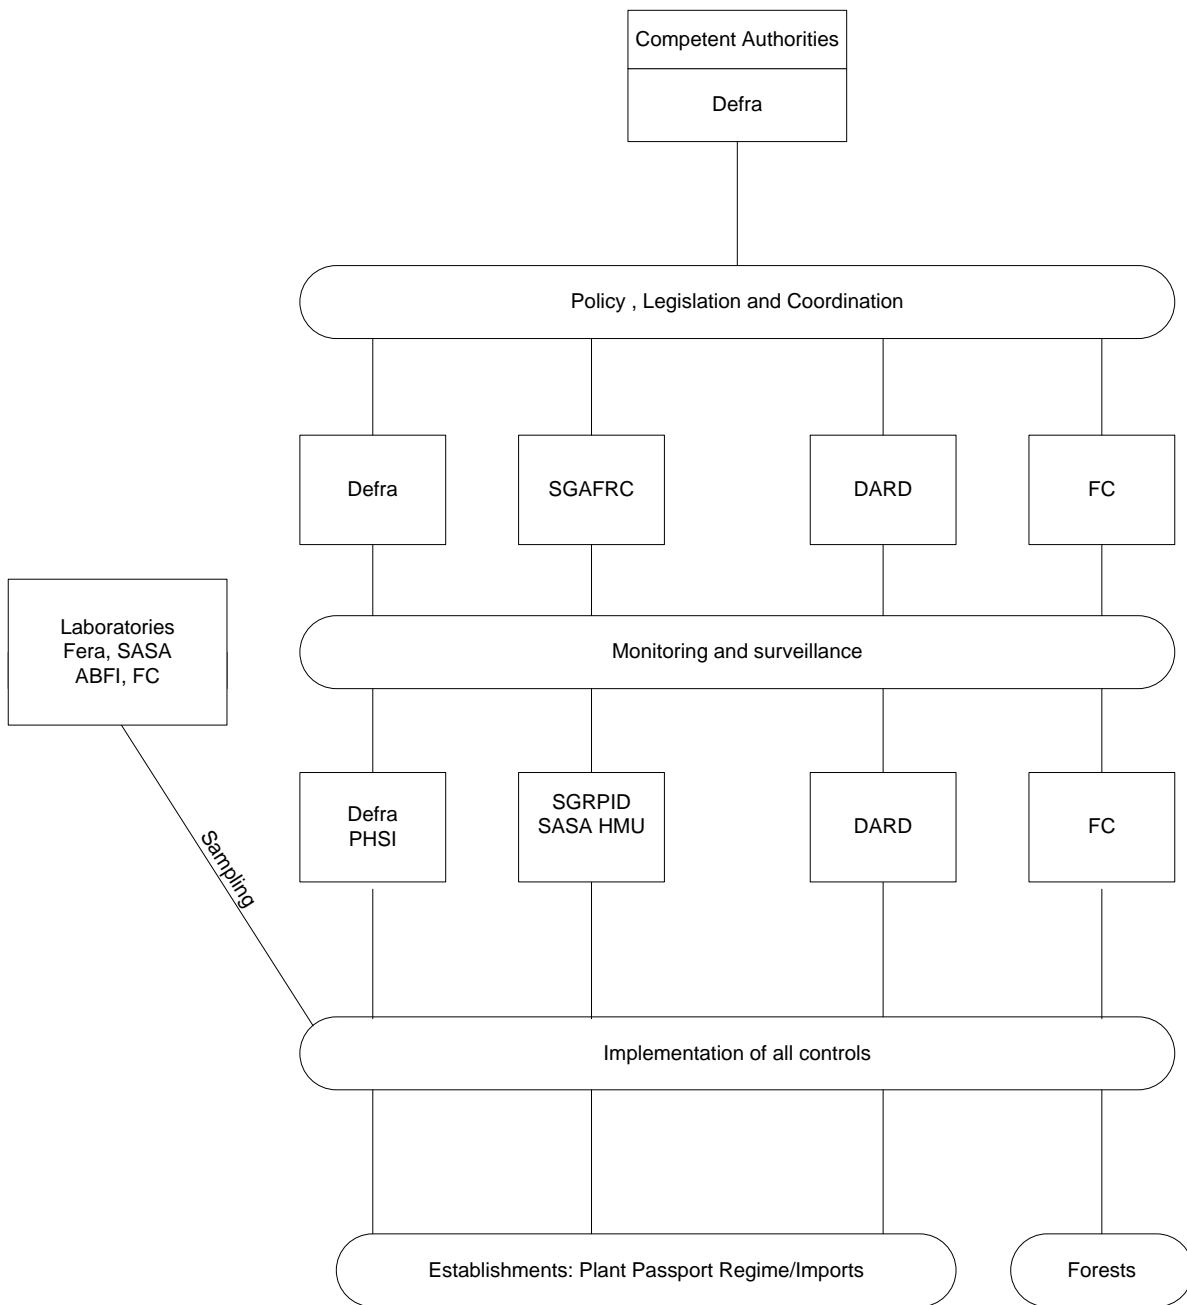 Competent Authorities
Defra
Policy , Legislation and Coordination
Defra
SGAFRC
DARD
FC
Laboratories
Fera, SASA
ABFI, FC
Monitoring and surveillance
Defra
PHSI
SGRPID
SASA HMU
DARD
FC
Sampling
Implementation of all controls
Establishments: Plant Passport Regime/Imports
Forests